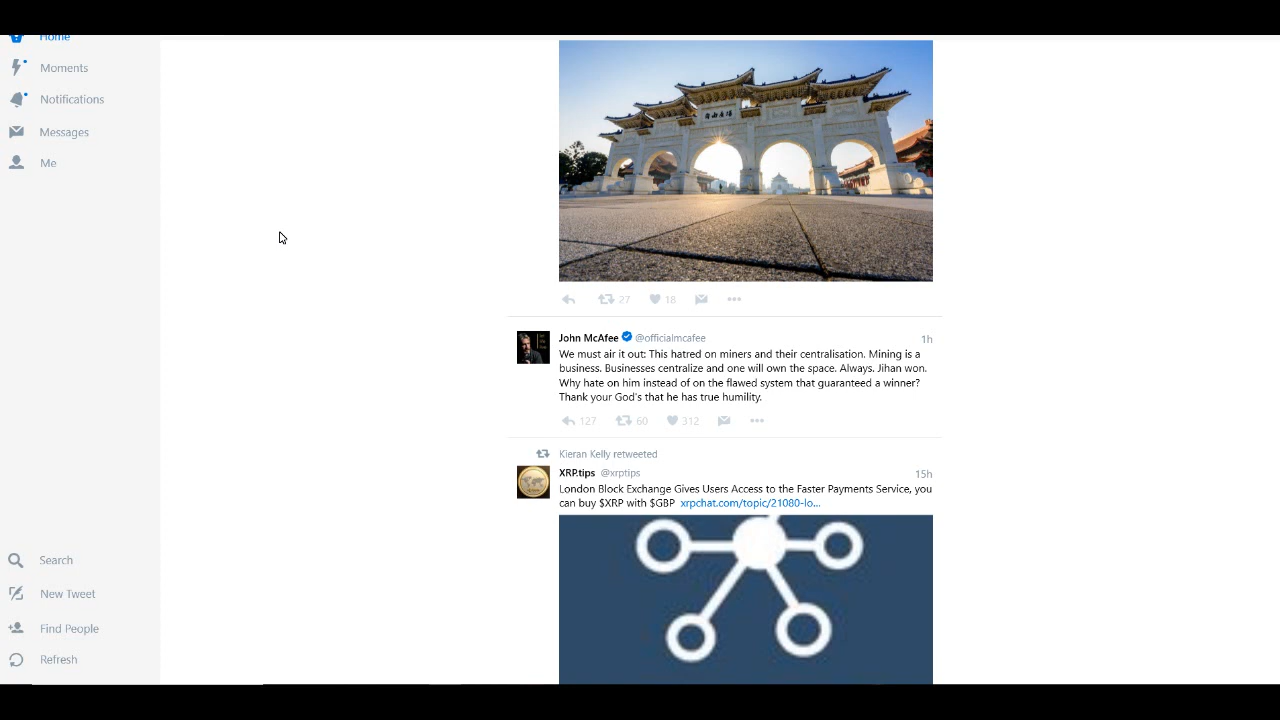 Home
Moments
Notifications
Messages
Me
Search
New Tweet
Find People
Refresh
27
18
John McAfee @officialmcafee
1h
We must air it out: This hatred on miners and their centralisation. Mining is a
business. Businesses centralize and one will own the space. Always. Jihan won.
Why hate on him instead of on the flawed system that guaranteed a winner?
Thank your God's that he has true humility.
127
60
312
Kieran Kelly retweeted
XRP.tips @xrptips
15h
London Block Exchange Gives Users Access to the Faster Payments Service, you
can buy $XRP with $GBP xrpchat.com/topic/21080-lo...